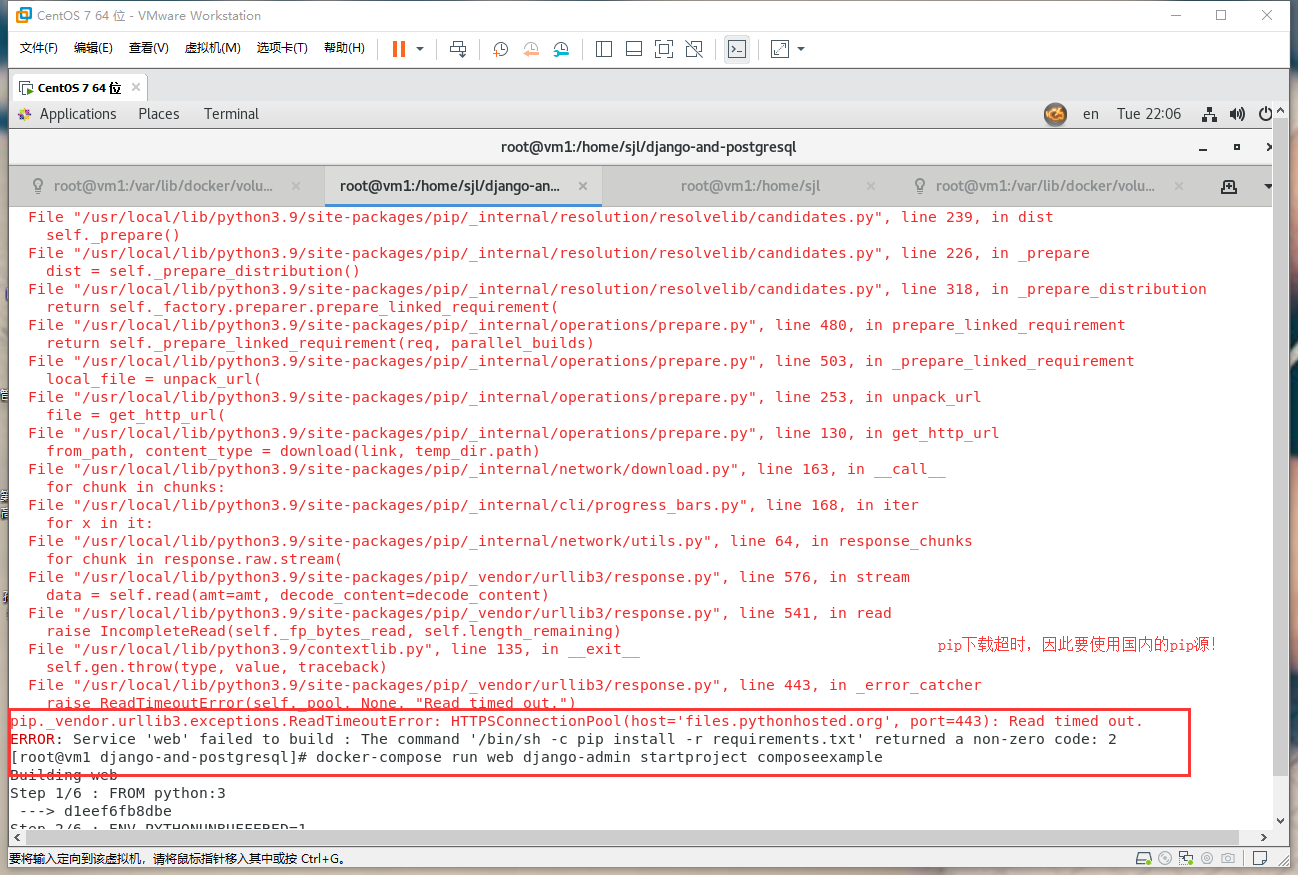 CentOS 7 64 位 - VMware Workstation
文件(F) 编辑(E) 查看(V) 虚拟机(M) 选项卡(T) 帮助(H)
CentOS 7 64 位
Applications Places Terminal en Tue 22:06
root@vm1:/home/sjl/django-and-postgresql
root@vm1:/var/lib/docker/volu... root@vm1:/home/sjl/django-an... root@vm1:/home/sjl root@vm1:/var/lib/docker/volu...
File "/usr/local/lib/python3.9/site-packages/pip/_internal/resolution/resolvelib/candidates.py", line 239, in dist
self._prepare()
File "/usr/local/lib/python3.9/site-packages/pip/_internal/resolution/resolvelib/candidates.py", line 226, in _prepare
dist = self._prepare_distribution()
File "/usr/local/lib/python3.9/site-packages/pip/_internal/resolution/resolvelib/candidates.py", line 318, in _prepare_distribution
return self._factory.preparer.prepare_linked_requirement(
File "/usr/local/lib/python3.9/site-packages/pip/_internal/operations/prepare.py", line 480, in prepare_linked_requirement
return self._prepare_linked_requirement(req, parallel_builds)
File "/usr/local/lib/python3.9/site-packages/pip/_internal/operations/prepare.py", line 503, in _prepare_linked_requirement
local_file = unpack_url(
File "/usr/local/lib/python3.9/site-packages/pip/_internal/operations/prepare.py", line 253, in unpack_url
file = get_http_url(
File "/usr/local/lib/python3.9/site-packages/pip/_internal/operations/prepare.py", line 130, in get_http_url
from_path, content_type = download(link, temp_dir.path)
File "/usr/local/lib/python3.9/site-packages/pip/_internal/network/download.py", line 163, in __call__
for chunk in chunks:
File "/usr/local/lib/python3.9/site-packages/pip/_internal/cli/progress_bars.py", line 168, in iter
for x in it:
File "/usr/local/lib/python3.9/site-packages/pip/_internal/network/utils.py", line 64, in response_chunks
for chunk in response.raw.stream(
File "/usr/local/lib/python3.9/site-packages/pip/_vendor/urllib3/response.py", line 576, in stream
data = self.read(amt=amt, decode_content=decode_content)
File "/usr/local/lib/python3.9/site-packages/pip/_vendor/urllib3/response.py", line 541, in read
raise IncompleteRead(self._fp_bytes_read, self.length_remaining)
File "/usr/local/lib/python3.9/contextlib.py", line 135, in __exit__
pip下载超时，因此要使用国内的pip源！
self.gen.throw(type, value, traceback)
File "/usr/local/lib/python3.9/site-packages/pip/_vendor/urllib3/response.py", line 443, in _error_catcher
raise ReadTimeoutError(self._pool, None, "Read timed out.")
pip._vendor.urllib3.exceptions.ReadTimeoutError: HTTPSConnectionPool(host='files.pythonhosted.org', port=443): Read timed out.
ERROR: Service 'web' failed to build : The command '/bin/sh -c pip install -r requirements.txt' returned a non-zero code: 2
[root@vm1 django-and-postgresql]# docker-compose run web django-admin startproject composeexample
Building web
Step 1/6 : FROM python:3
---> d1eef6fb8dbe
Step 2/6 : ENV PYTHONUNBUFFERED=1
要将输入定向到该虚拟机，请将鼠标指针移入其中或按 Ctrl+G。